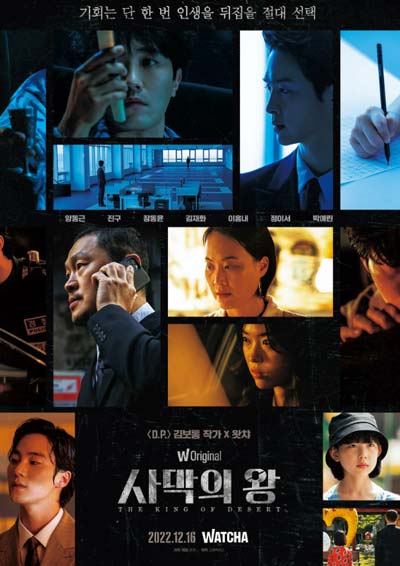 기회는 단 한 번 인생을 뒤집을 절대 선택
양동근 진구 장동윤 김재화 이홍내 정이서 박예린
〈D.P.〉 김보통 작가 X 왓챠
W Original
사막의 왕
THE KING OF DESERT
2022.12.16 WATCHA